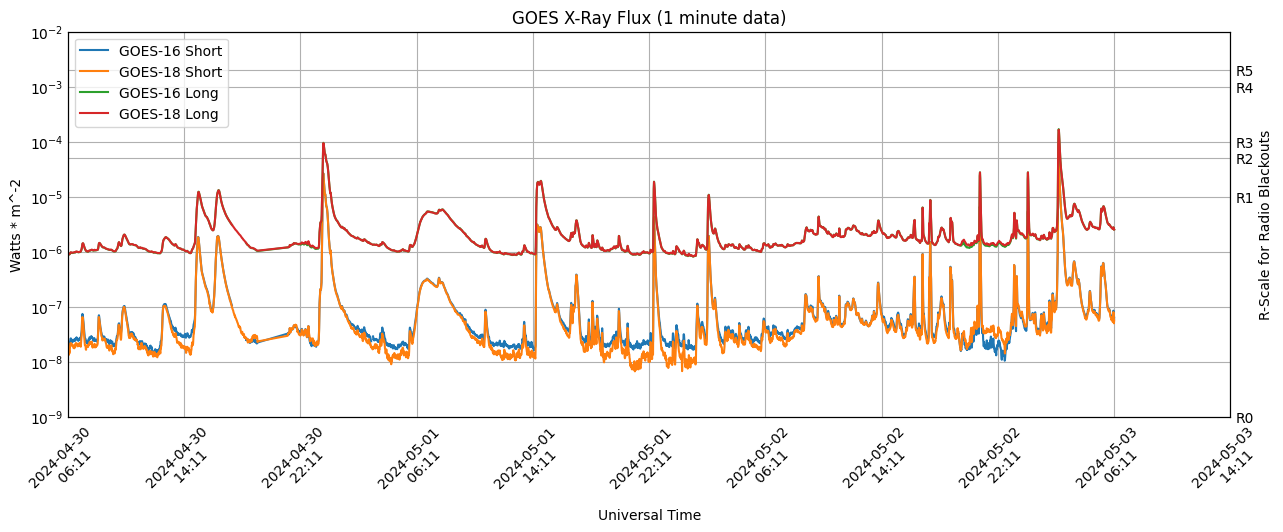 GOES X-Ray Flux (1 minute data)
GOES-16 Short
GOES-18 Short
GOES-16 Long
GOES-18 Long
Watts * m^-2
10^-2
10^-3
10^-4
10^-5
10^-6
10^-7
10^-8
10^-9
R5
R4
R3
R2
R1
R0
R-Scale for Radio Blackouts
2024-04-30
06:11
2024-04-30
14:11
2024-04-30
22:11
2024-05-01
06:11
2024-05-01
14:11
2024-05-01
22:11
2024-05-02
06:11
2024-05-02
14:11
2024-05-02
22:11
2024-05-03
06:11
2024-05-03
14:11
Universal Time